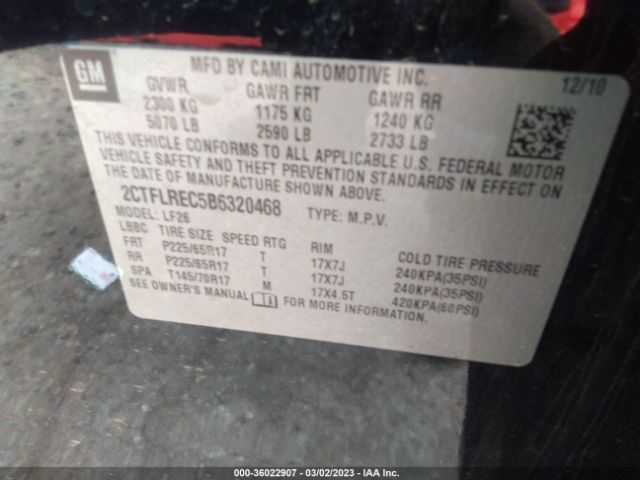 GM
MFD BY CAMI AUTOMOTIVE INC.
12/10
GVWR GAWR FRT GAWR RR
2300 KG 1175 KG 1240 KG
5070 LB 2590 LB 2733 LB
THIS VEHICLE CONFORMS TO ALL APPLICABLE U.S. FEDERAL MOTOR
VEHICLE SAFETY AND THEFT PREVENTION STANDARDS IN EFFECT ON
THE DATE OF MANUFACTURE SHOWN ABOVE.
2CTFLREC5B6320468 TYPE: M.P.V.
MODEL: LF26
LBBC TIRE SIZE SPEED RTG RIM COLD TIRE PRESSURE
FRT P225/65R17 T 17X7J 240KPA(35PSI)
RR P225/65R17 T 17X7J 240KPA(35PSI)
SPA T145/70R17 M 17X4.5T 420KPA(60PSI)
SEE OWNER'S MANUAL FOR MORE INFORMATION.
000-36022907 - 03/02/2023 - IAA Inc.